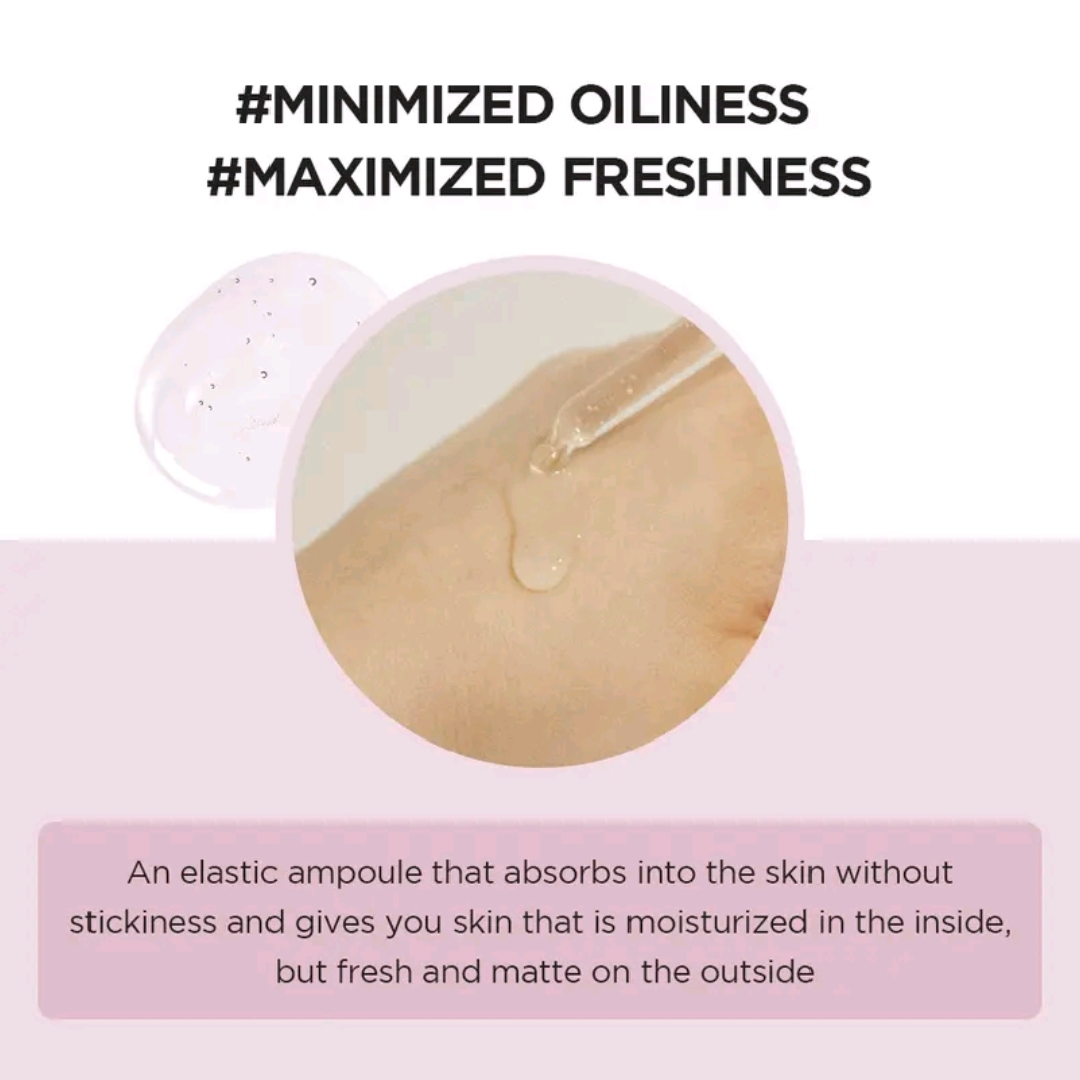 #MINIMIZED OILINESS
#MAXIMIZED FRESHNESS
An elastic ampoule that absorbs into the skin without
stickiness and gives you skin that is moisturized in the inside,
but fresh and matte on the outside